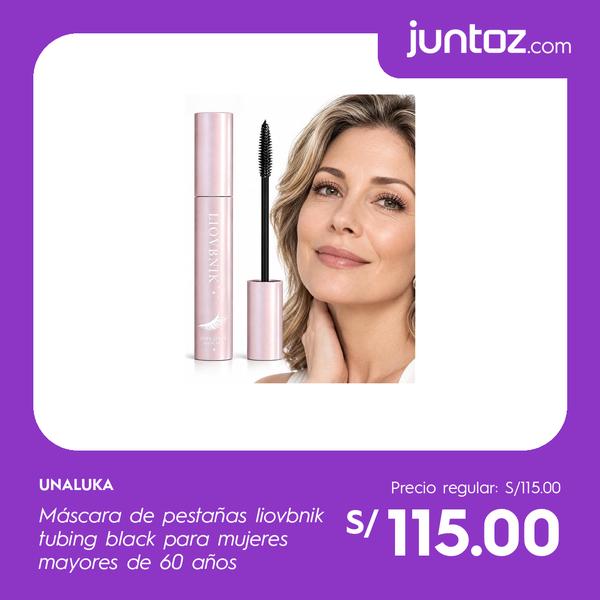 juntoz.com
LIOVBNIK
UNALUKA
Máscara de pestañas liovbnik
tubing black para mujeres
mayores de 60 años
Precio regular: S/115.00
S/ 115.00